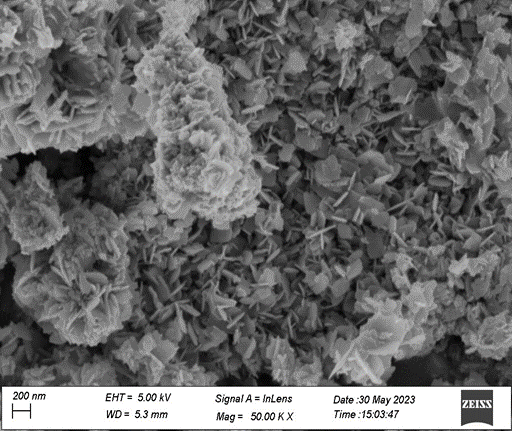 200 nm
EHT = 5.00 kV
WD = 5.3 mm
Signal A = InLens
Mag = 50.00 K X
Date :30 May 2023
Time :15:03:47
ZEISS